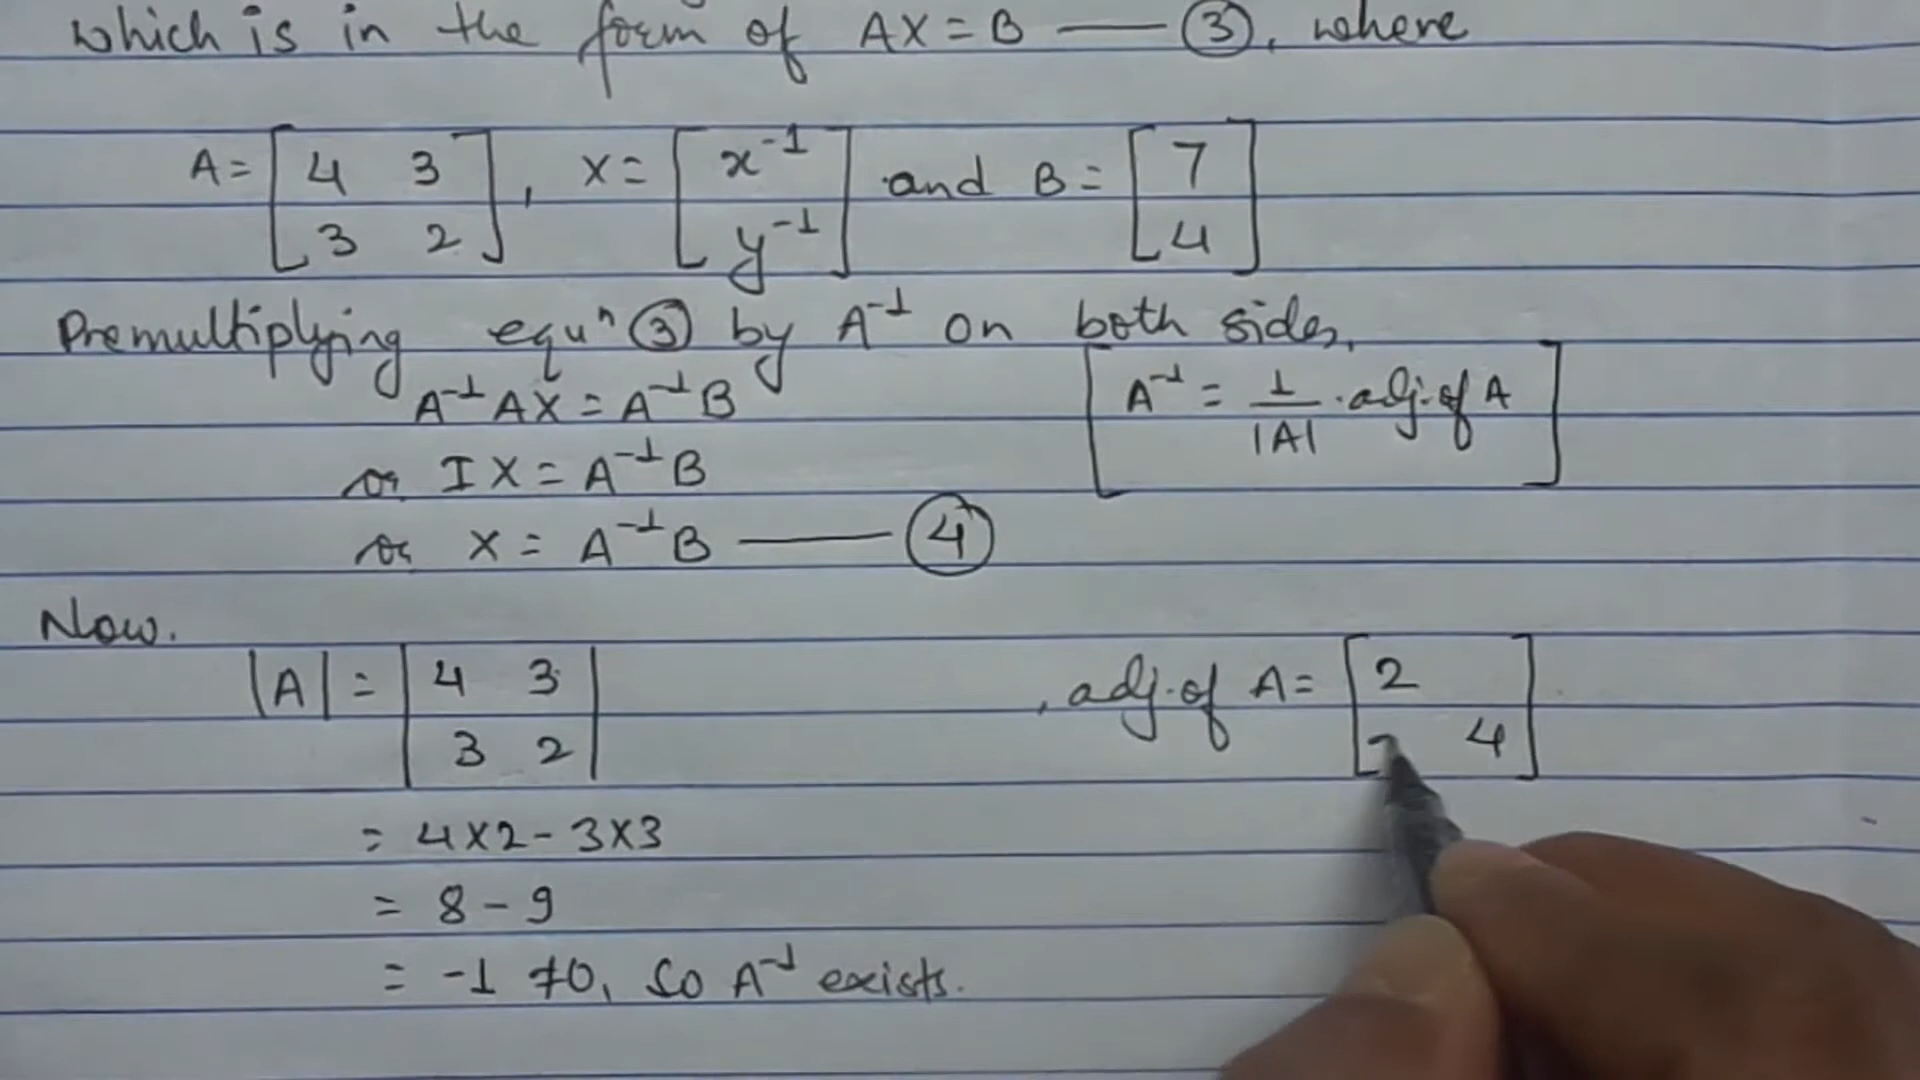 which is in the form of AX = B —— ③, where
A = [4 3; 3 2], X = [x⁻¹; y⁻¹] and B = [7; 4]
Premultiplying equⁿ ③ by A⁻¹ on both sides,
A⁻¹AX = A⁻¹B [A⁻¹ = 1/|A| · adj. of A]
or IX = A⁻¹B
or X = A⁻¹B —— ④
Now.
|A| = |4 3; 3 2| , adj. of A = [2 ; 4]
= 4×2 - 3×3
= 8 - 9
= -1 ≠0, So A⁻¹ exists.